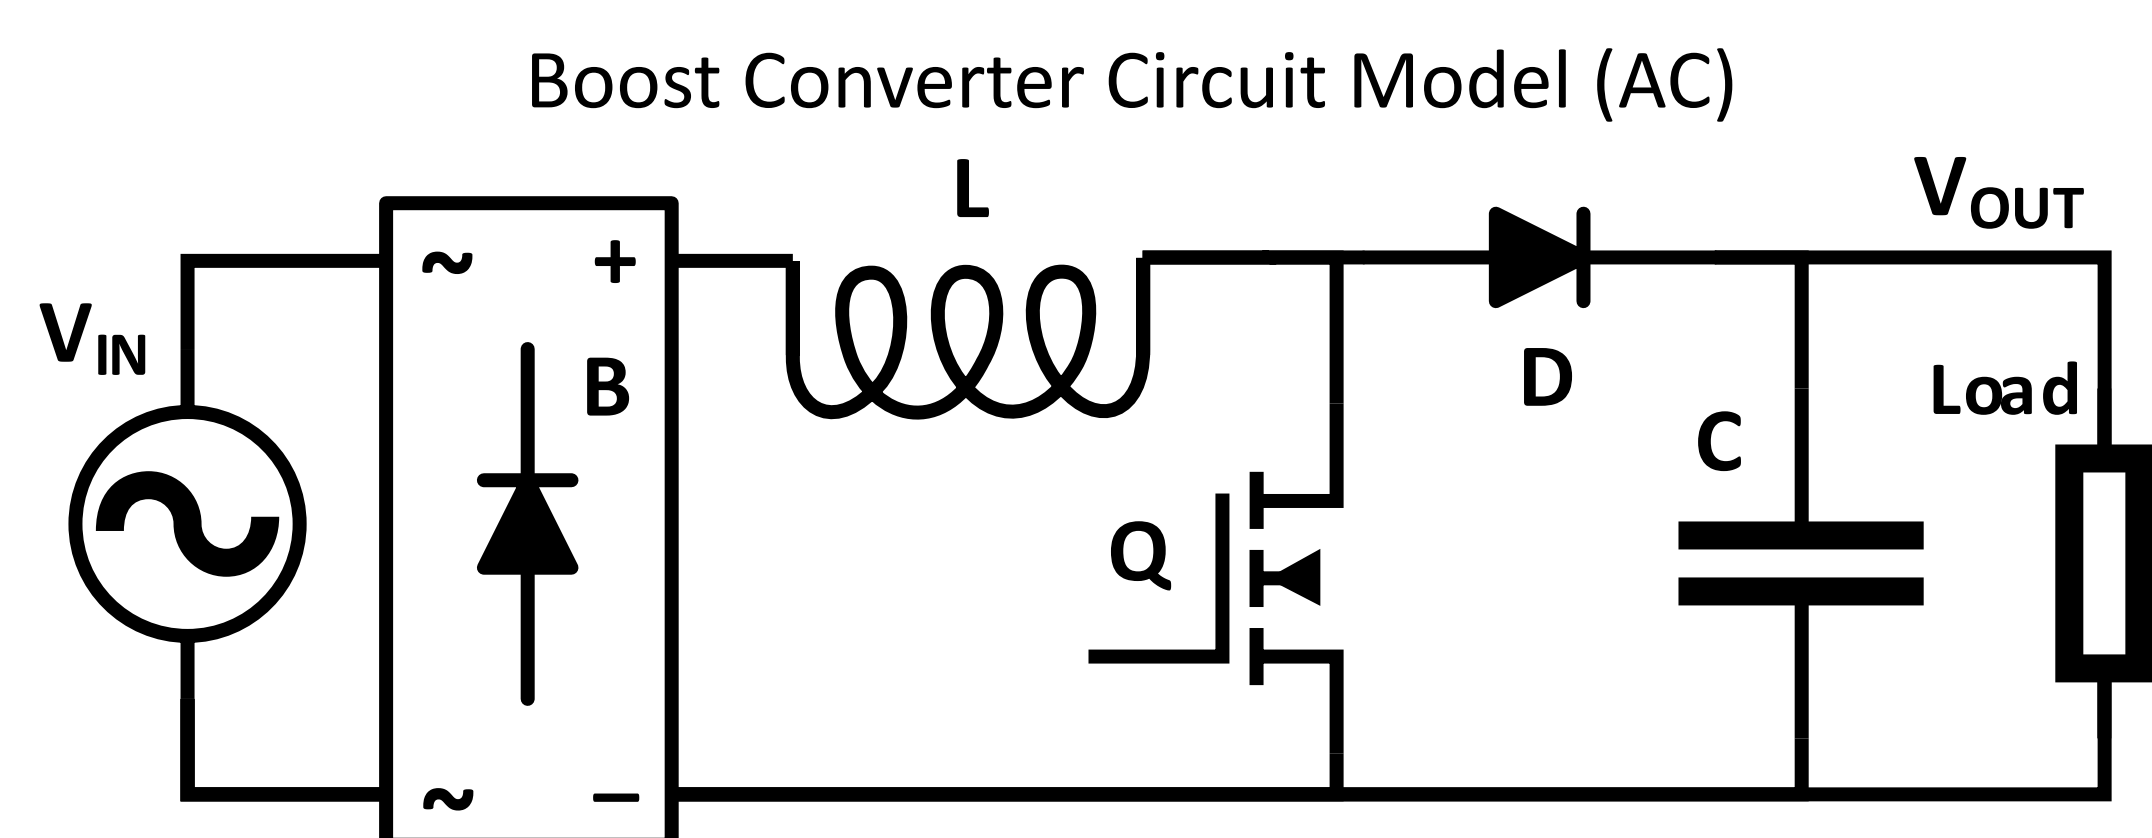 Boost Converter Circuit Model (AC)
L
VOUT
~ +
VIN
B
D
Load
C
Q
~ −